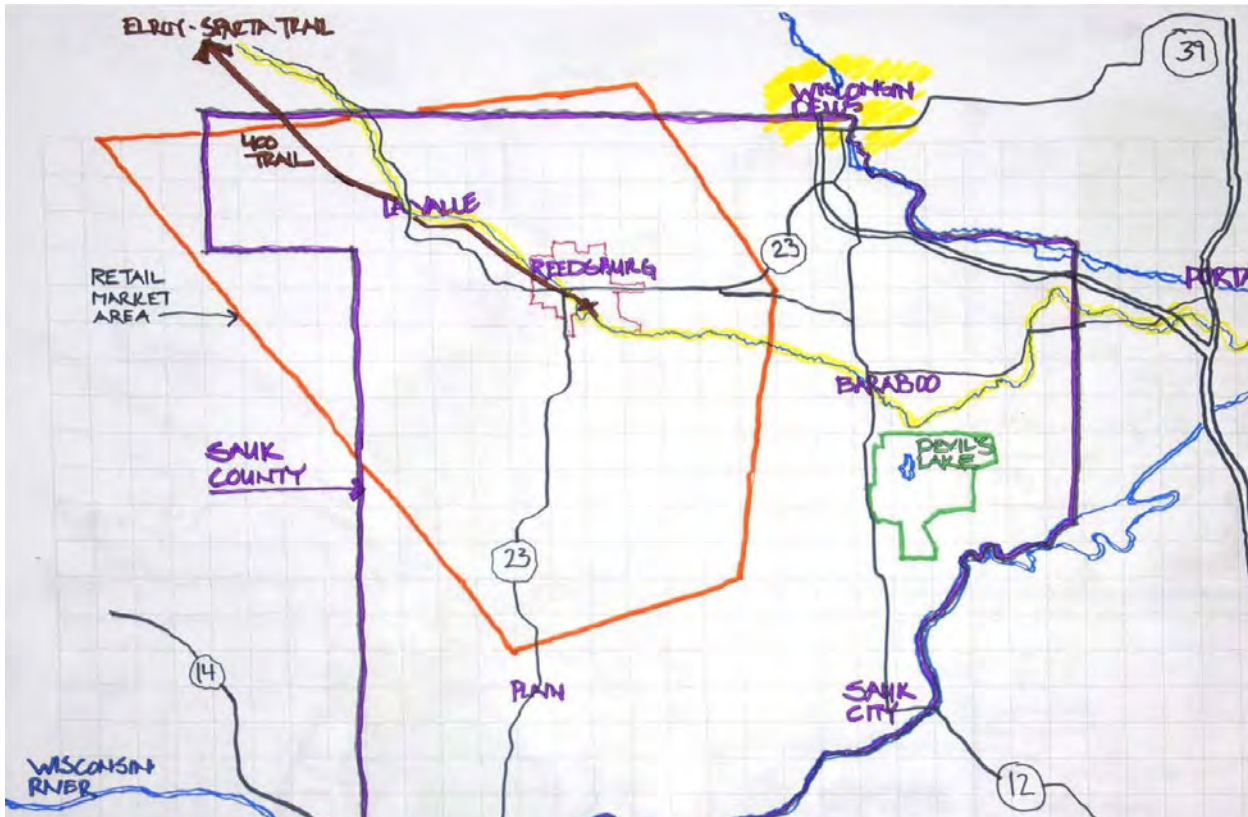 ELROY-SPARTA TRAIL
39
WISCONSIN
DELLS
400
TRAIL
LA VALLE
23
REEDSBURG
RETAIL
MARKET
AREA
PORTA
BARABOO
SAUK
COUNTY
DEVIL'S
LAKE
23
14
PLAIN
SAUK
CITY
WISCONSIN
RIVER
12